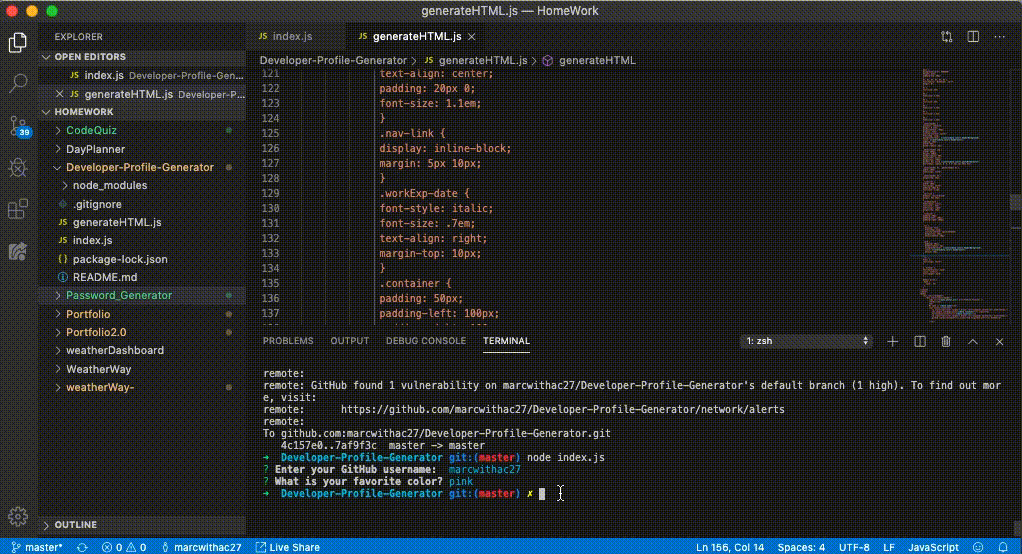 generateHTML.js — HomeWork
EXPLORER
OPEN EDITORS
JS index.js Developer-Profile-Gen...
JS generateHTML.js Developer-P...
HOMEWORK
CodeQuiz
DayPlanner
Developer-Profile-Generator
node_modules
.gitignore
JS generateHTML.js
JS index.js
{} package-lock.json
README.md
Password_Generator
Portfolio
Portfolio2.0
weatherDashboard
WeatherWay
weatherWay-
OUTLINE
39
JS index.js
JS generateHTML.js
Developer-Profile-Generator > JS generateHTML.js > generateHTML
121 text-align: center;
122 padding: 20px 0;
123 font-size: 1.1em;
124 }
125 .nav-link {
126 display: inline-block;
127 margin: 5px 10px;
128 }
129 .workExp-date {
130 font-style: italic;
131 font-size: .7em;
132 text-align: right;
133 margin-top: 10px;
134 }
135 .container {
136 padding: 50px;
137 padding-left: 100px;
PROBLEMS OUTPUT DEBUG CONSOLE TERMINAL 1: zsh
remote:
remote: GitHub found 1 vulnerability on marcwithac27/Developer-Profile-Generator's default branch (1 high). To find out mor
e, visit:
remote: https://github.com/marcwithac27/Developer-Profile-Generator/network/alerts
remote:
To github.com:marcwithac27/Developer-Profile-Generator.git
4c157e0..7af9f3c master -> master
➜ Developer-Profile-Generator git:(master) node index.js
? Enter your GitHub username: marcwithac27
? What is your favorite color? pink
➜ Developer-Profile-Generator git:(master) ✗
master* 0 0 marcwithac27 Live Share Ln 156, Col 14 Spaces: 4 UTF-8 LF JavaScript